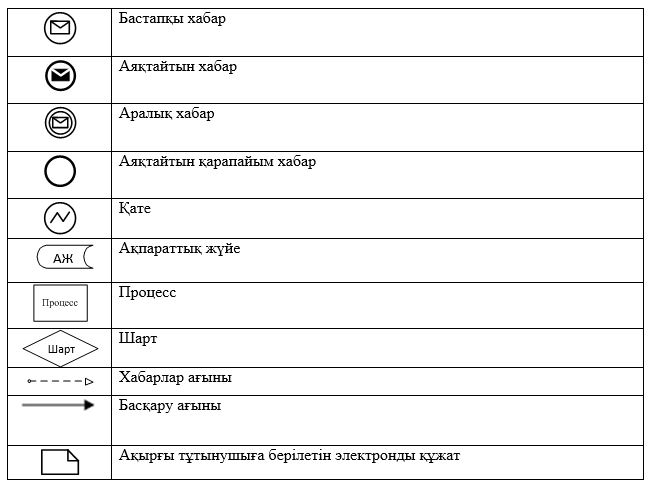 Бастапқы хабар
Аяқтайтын хабар
Аралық хабар
Аяқтайтын қарапайым хабар
Қате
АЖ Ақпараттық жүйе
Процесс Процесс
Шарт Шарт
Хабарлар ағыны
Басқару ағыны
Ақырғы тұтынушыға берілетін электронды құжат